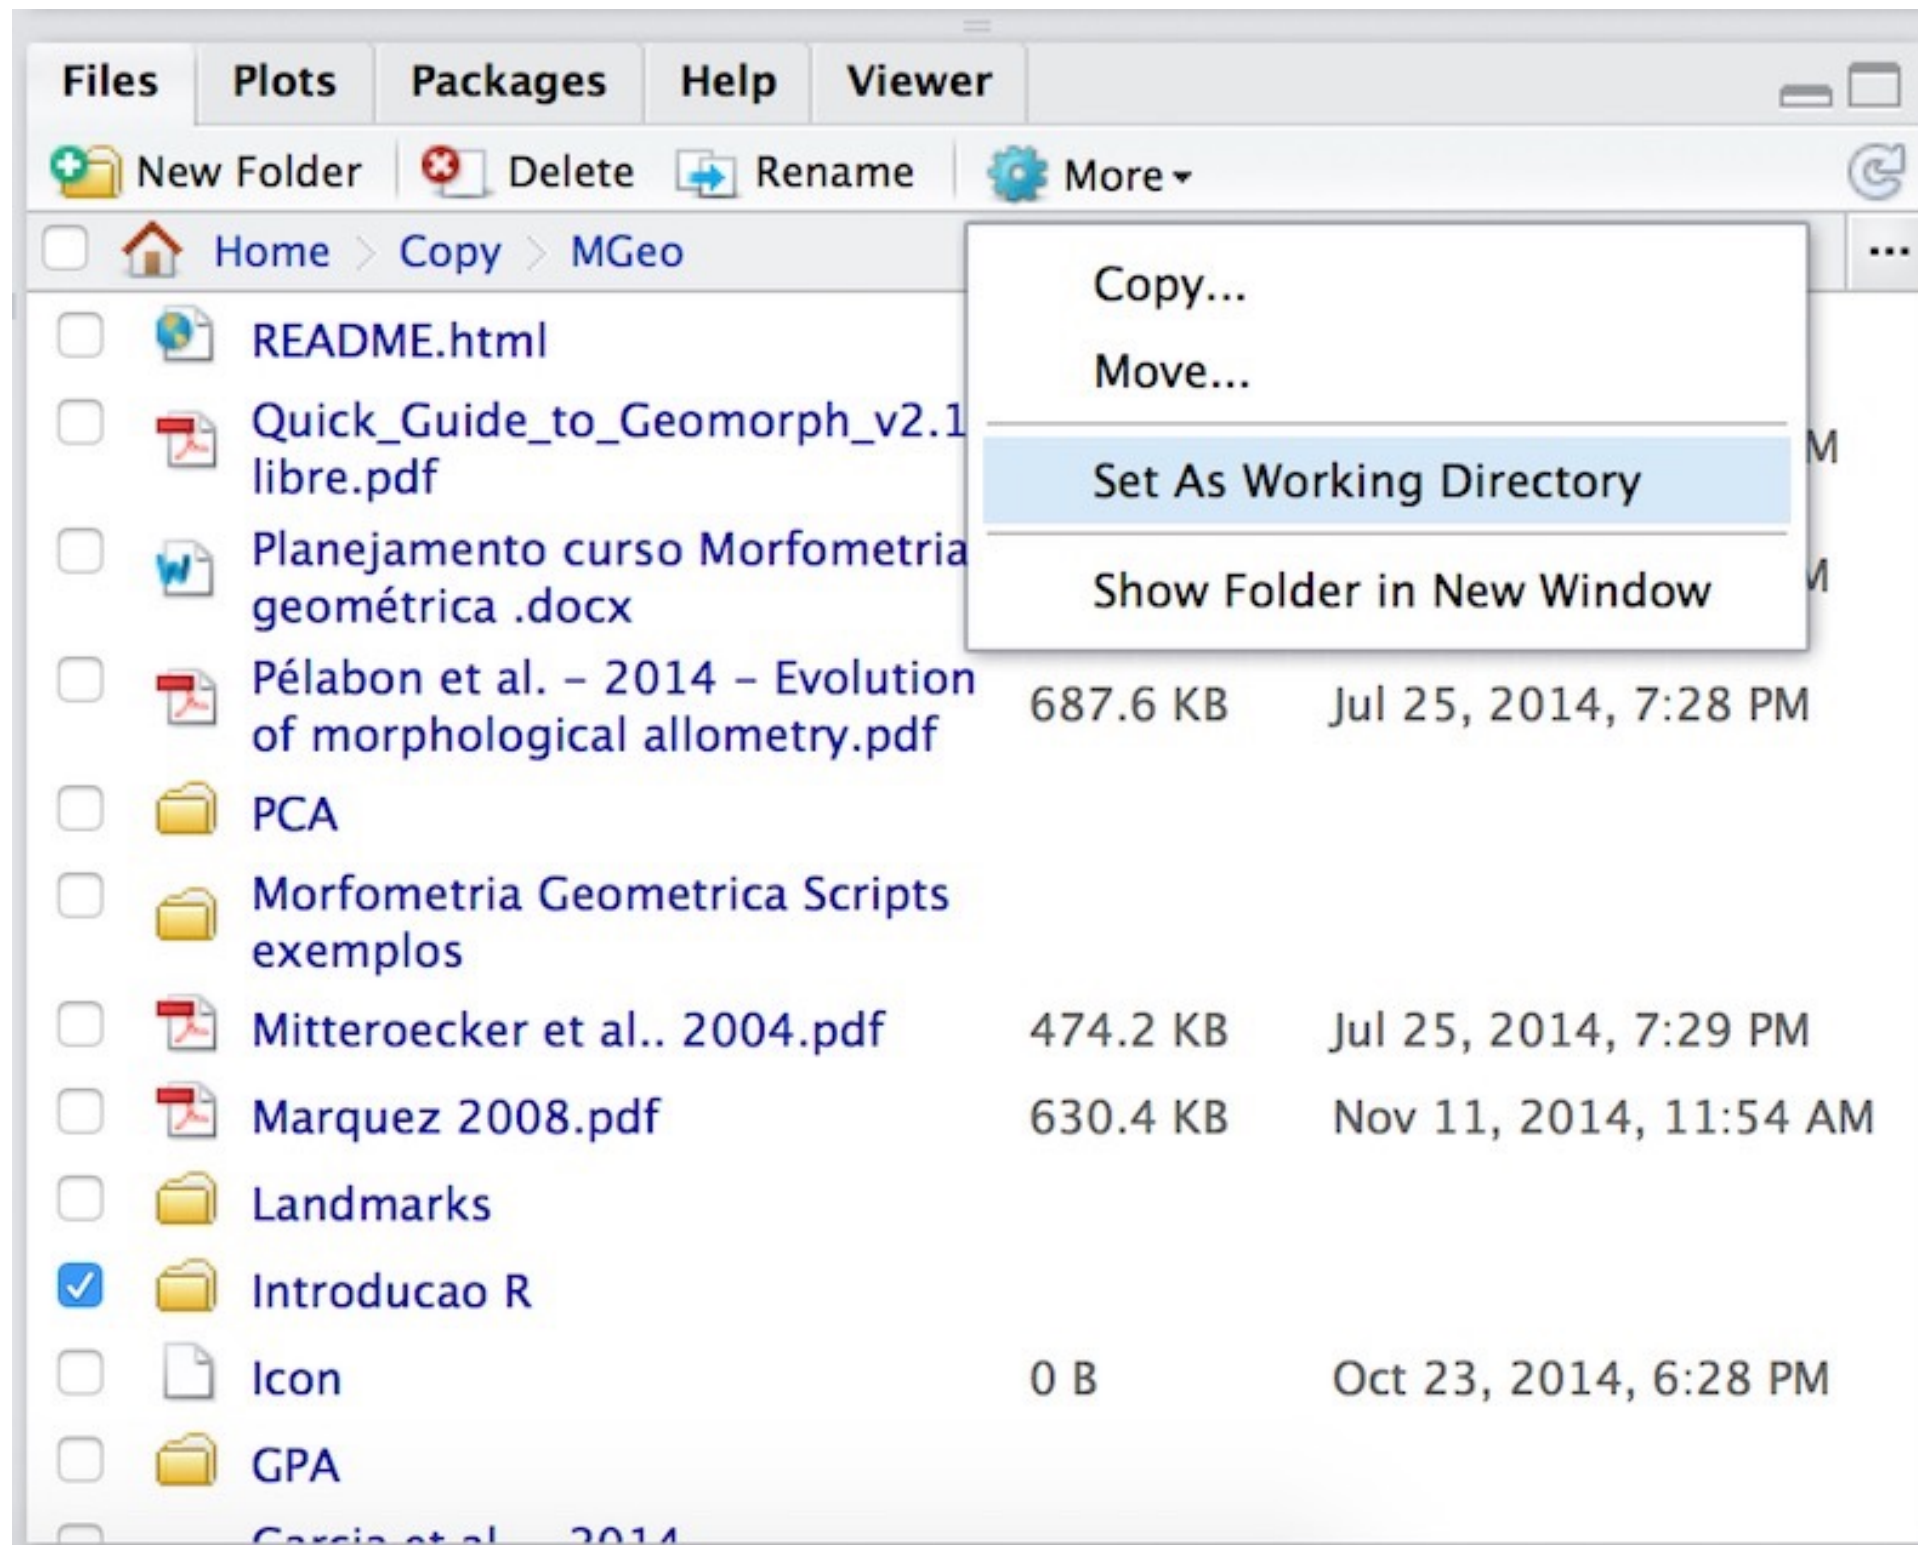 Files Plots Packages Help Viewer
New Folder Delete Rename More
Home Copy MGeo ...
Copy...
Move...
Set As Working Directory
Show Folder in New Window
README.html
Quick_Guide_to_Geomorph_v2.1
libre.pdf
M
Planejamento curso Morfometria
geométrica .docx
M
Pélabon et al. – 2014 – Evolution
of morphological allometry.pdf
687.6 KB Jul 25, 2014, 7:28 PM
PCA
Morfometria Geometrica Scripts
exemplos
Mitteroecker et al.. 2004.pdf 474.2 KB Jul 25, 2014, 7:29 PM
Marquez 2008.pdf 630.4 KB Nov 11, 2014, 11:54 AM
Landmarks
Introducao R
Icon 0 B Oct 23, 2014, 6:28 PM
GPA
Garcia et al. – 2014